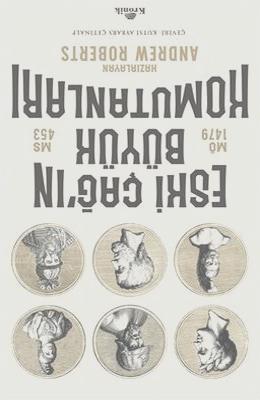 ESKİ ÇAĞ'IN
MÖ 1479
BÜYÜK
MS 453
KOMUTANLARI
HAZIRLAYAN
ANDREW ROBERTS
ÇEVİRİ: KUTSİ AYBARS ÇETİNALP
Kronik